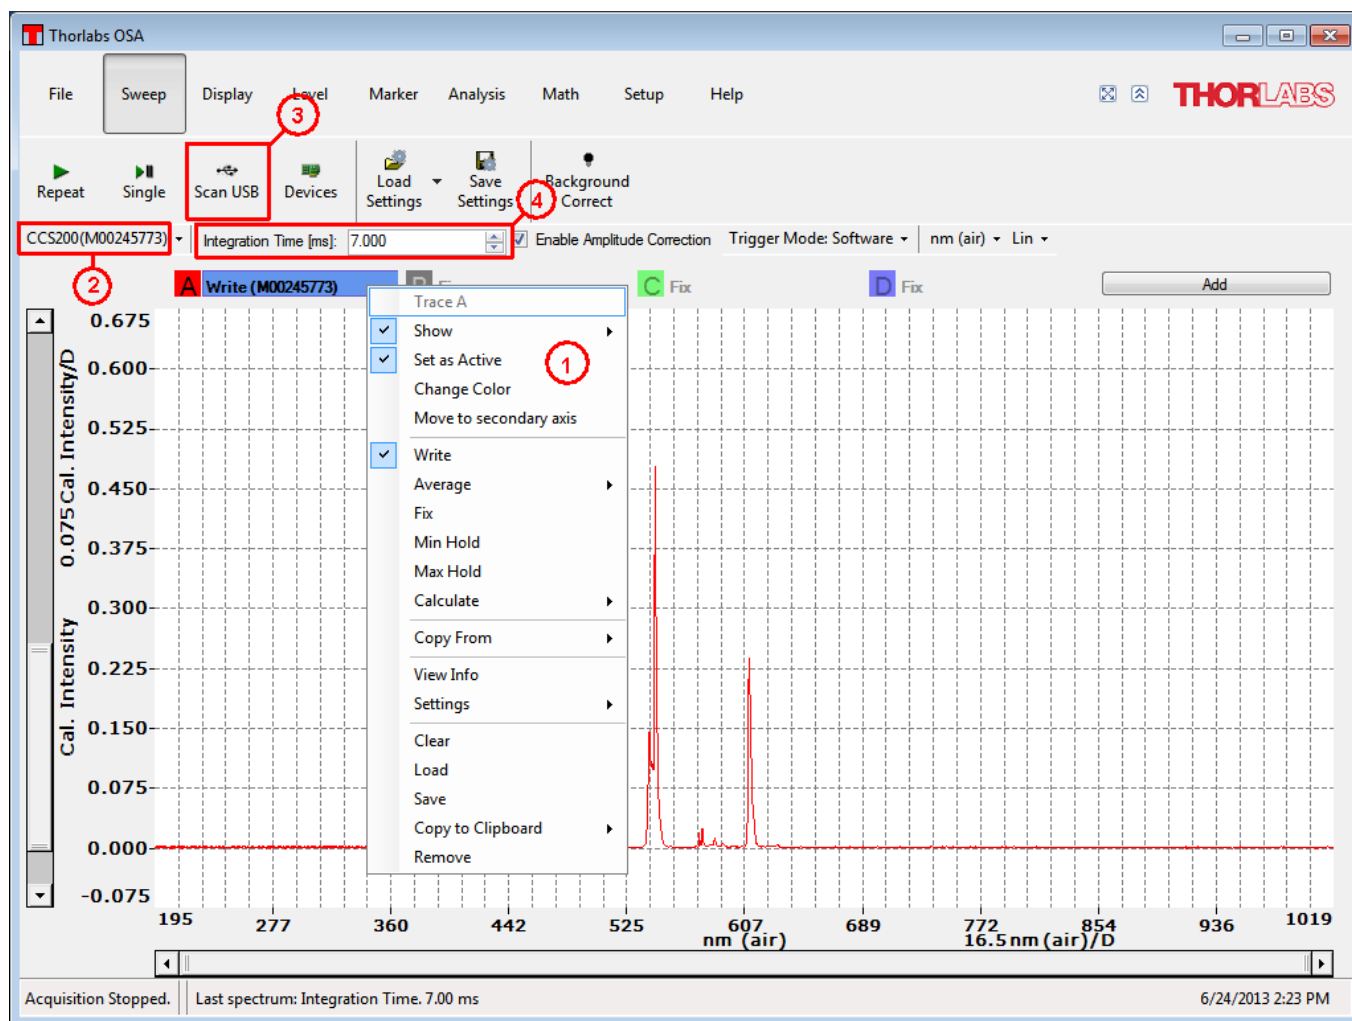 Thorlabs OSA
File Sweep Display Level Marker Analysis Math Setup Help THORLABS
3
Repeat Single Scan USB Devices Load Settings Save Settings Background Correct
4
CCS200(M00245773) Integration Time [ms]: 7.000 Enable Amplitude Correction Trigger Mode: Software nm (air) Lin
2
A Write (M00245773) B Fix C Fix D Fix Add
Trace A
Show
Set as Active
1
Change Color
Move to secondary axis
Write
Average
Fix
Min Hold
Max Hold
Calculate
Copy From
View Info
Settings
Clear
Load
Save
Copy to Clipboard
Remove
0.675
0.600
0.525
0.450
0.375
0.300
0.225
0.150
0.075
0.000
-0.075
0.075 Cal. Intensity/D
Cal. Intensity
195 277 360 442 525 607 689 772 854 936 1019
nm (air) 16.5 nm (air)/D
Acquisition Stopped. Last spectrum: Integration Time. 7.00 ms 6/24/2013 2:23 PM